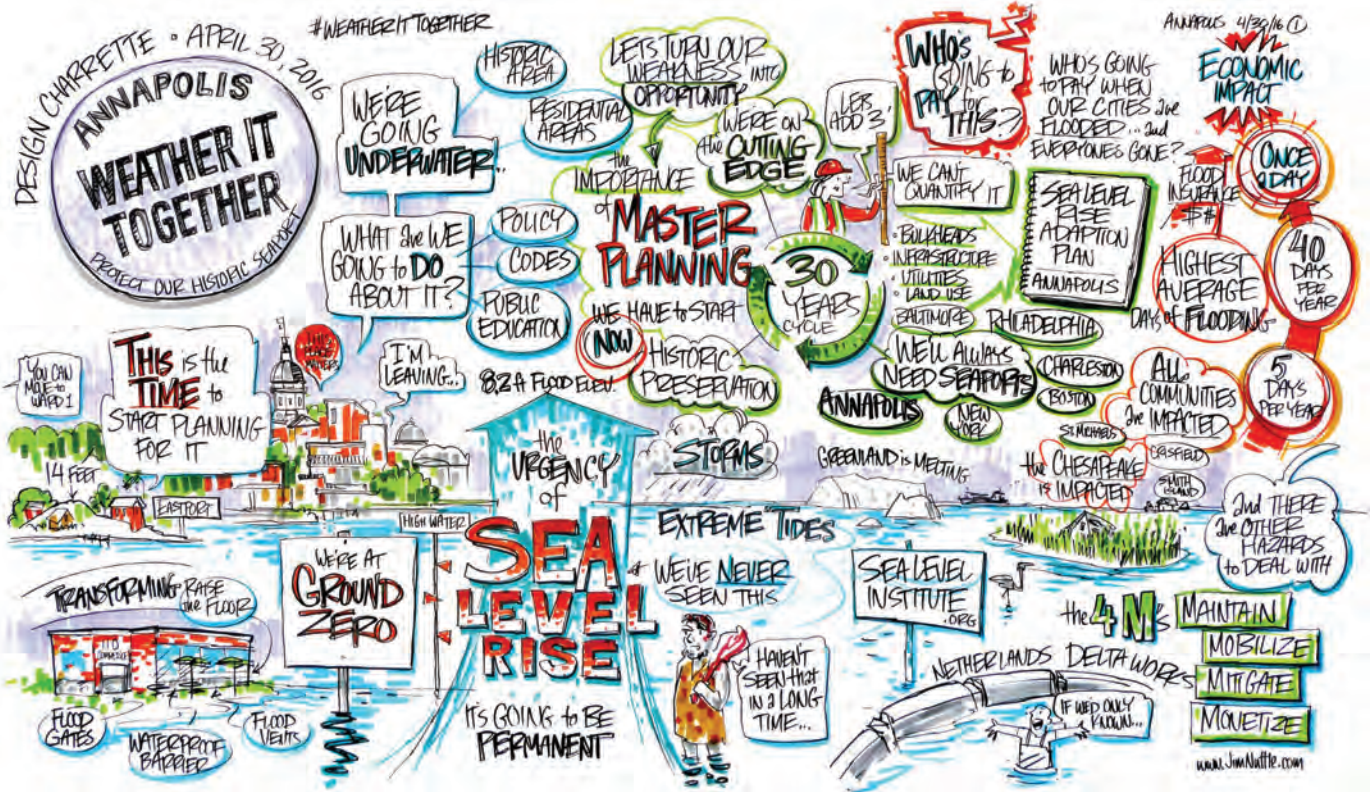 DESIGN CHARRETTE • APRIL 30, 2016
ANNAPOLIS
WEATHER IT
TOGETHER
PROTECT OUR HISTORIC SEAPORT
#WEATHERITTOGETHER
WE'RE
GOING
UNDERWATER...
HISTORIC
AREA
RESIDENTIAL
AREAS
WHAT are WE
GOING to DO
ABOUT IT?
POLICY
CODES
PUBLIC
EDUCATION
LETS TURN OUR
WEAKNESS INTO
OPPORTUNITY
WE'RE ON
the CUTTING
EDGE
the
IMPORTANCE
of MASTER
PLANNING
WE HAVE to START
NOW
HISTORIC
PRESERVATION
30
YEARS
CYCLE
ADD 3'
WHO'S
GOING to
PAY for
THIS?
WE CAN'T
QUANTIFY IT
• BULKHEADS
• INFRASTRUCTURE
• UTILITIES
• LAND USE
SEA LEVEL
RISE
ADAPTION
PLAN
ANNAPOLIS
WHO'S GOING
to PAY WHEN
OUR CITIES are
FLOODED... and
EVERYONE'S GONE?
ANNAPOLIS 4/30/16 ①
ECONOMIC
IMPACT
FLOOD
INSURANCE
$$
ONCE
a DAY
40
DAYS
PER
YEAR
5
DAYS
PER YEAR
HIGHEST
AVERAGE
DAYS of FLOODING
BALTIMORE
PHILADELPHIA
WE'LL ALWAYS
NEED SEAPORTS
CHARLESTON
BOSTON
ANNAPOLIS
NEW
YORK
ST. MICHAELS
ALL
COMMUNITIES
are IMPACTED
CRISFIELD
SMITH
ISLAND
the CHESAPEAKE
is IMPACTED
and THERE
are OTHER
HAZARDS
to DEAL WITH
YOU CAN
MOVE to
WARD 1
THIS is the
TIME to
START PLANNING
FOR IT
THIS
PLACE
MATTERS
I'M
LEAVING...
14 FEET
EASTPORT
HIGH WATER
8.2 ft FLOOD ELEV.
the
URGENCY
of
SEA
LEVEL
RISE
IT'S GOING to BE
PERMANENT
STORMS
GREENLAND is MELTING
EXTREME TIDES
WE'VE NEVER
SEEN THIS
HAVEN'T
SEEN that
IN a LONG
TIME...
WE'RE AT
GROUND
ZERO
TRANSFORMING
RAISE
the FLOOR
FLOOD
GATES
WATERPROOF
BARRIER
FLOOD
VENTS
SEA LEVEL
INSTITUTE
.ORG
NETHERLANDS DELTA WORKS
IF WE'D ONLY
KNOWN...
the 4 M's
MAINTAIN
MOBILIZE
MITIGATE
MONETIZE
www.JimNuttle.com